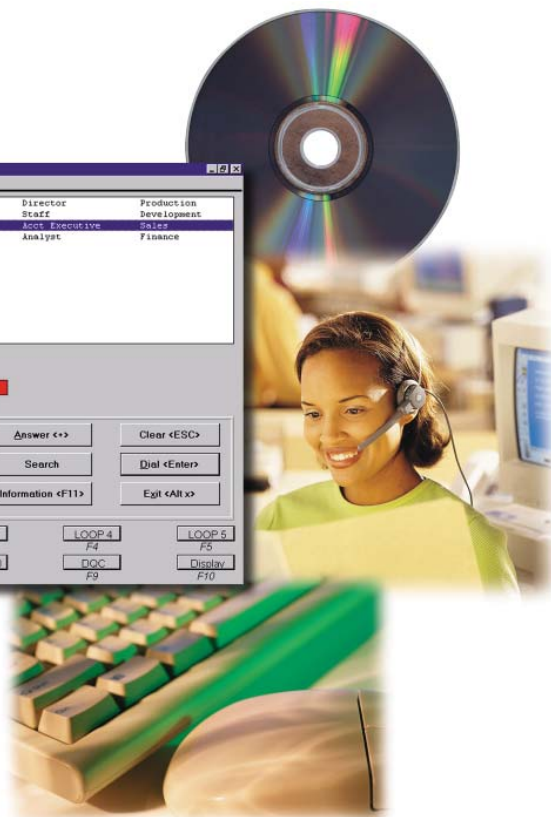 Director Production
Staff Development
Acct Executive Sales
Analyst Finance
Answer <+> Clear <ESC>
Search Dial <Enter>
Information <F11> Exit <Alt x>
LOOP 4 LOOP 5
F4 F5
DQC Display
F9 F10